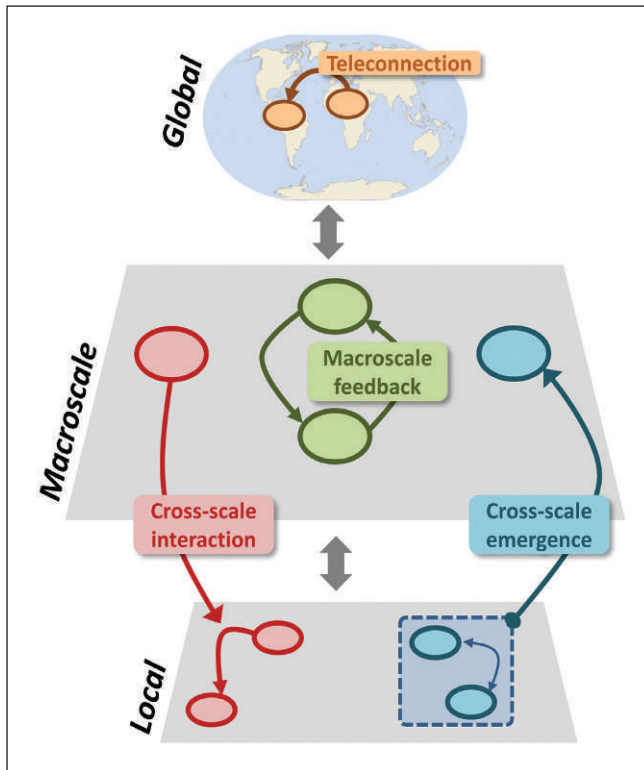 Global
Teleconnection
Macroscale
Macroscale
feedback
Cross-scale
interaction
Cross-scale
emergence
Local